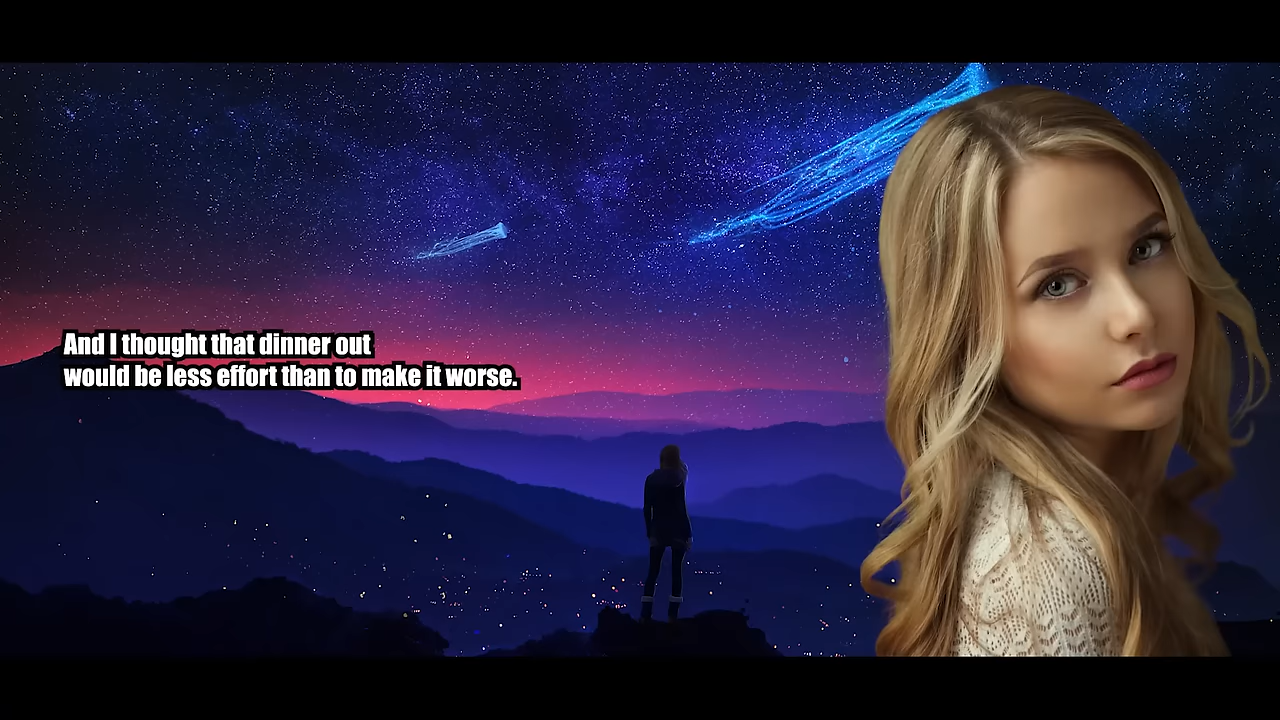 And I thought that dinner out
would be less effort than to make it worse.